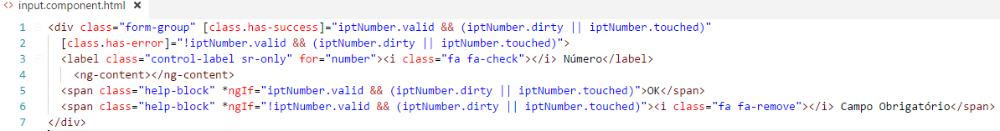 <> input.component.html ×
1 <div class="form-group" [class.has-success]="iptNumber.valid && (iptNumber.dirty || iptNumber.touched)"
2 [class.has-error]="!iptNumber.valid && (iptNumber.dirty || iptNumber.touched)">
3 <label class="control-label sr-only" for="number"><i class="fa fa-check"></i> Número</label>
4 <ng-content></ng-content>
5 <span class="help-block" *ngIf="iptNumber.valid && (iptNumber.dirty || iptNumber.touched)">OK</span>
6 <span class="help-block" *ngIf="!iptNumber.valid && (iptNumber.dirty || iptNumber.touched)"><i class="fa fa-remove"></i> Campo Obrigatório</span>
7 </div>